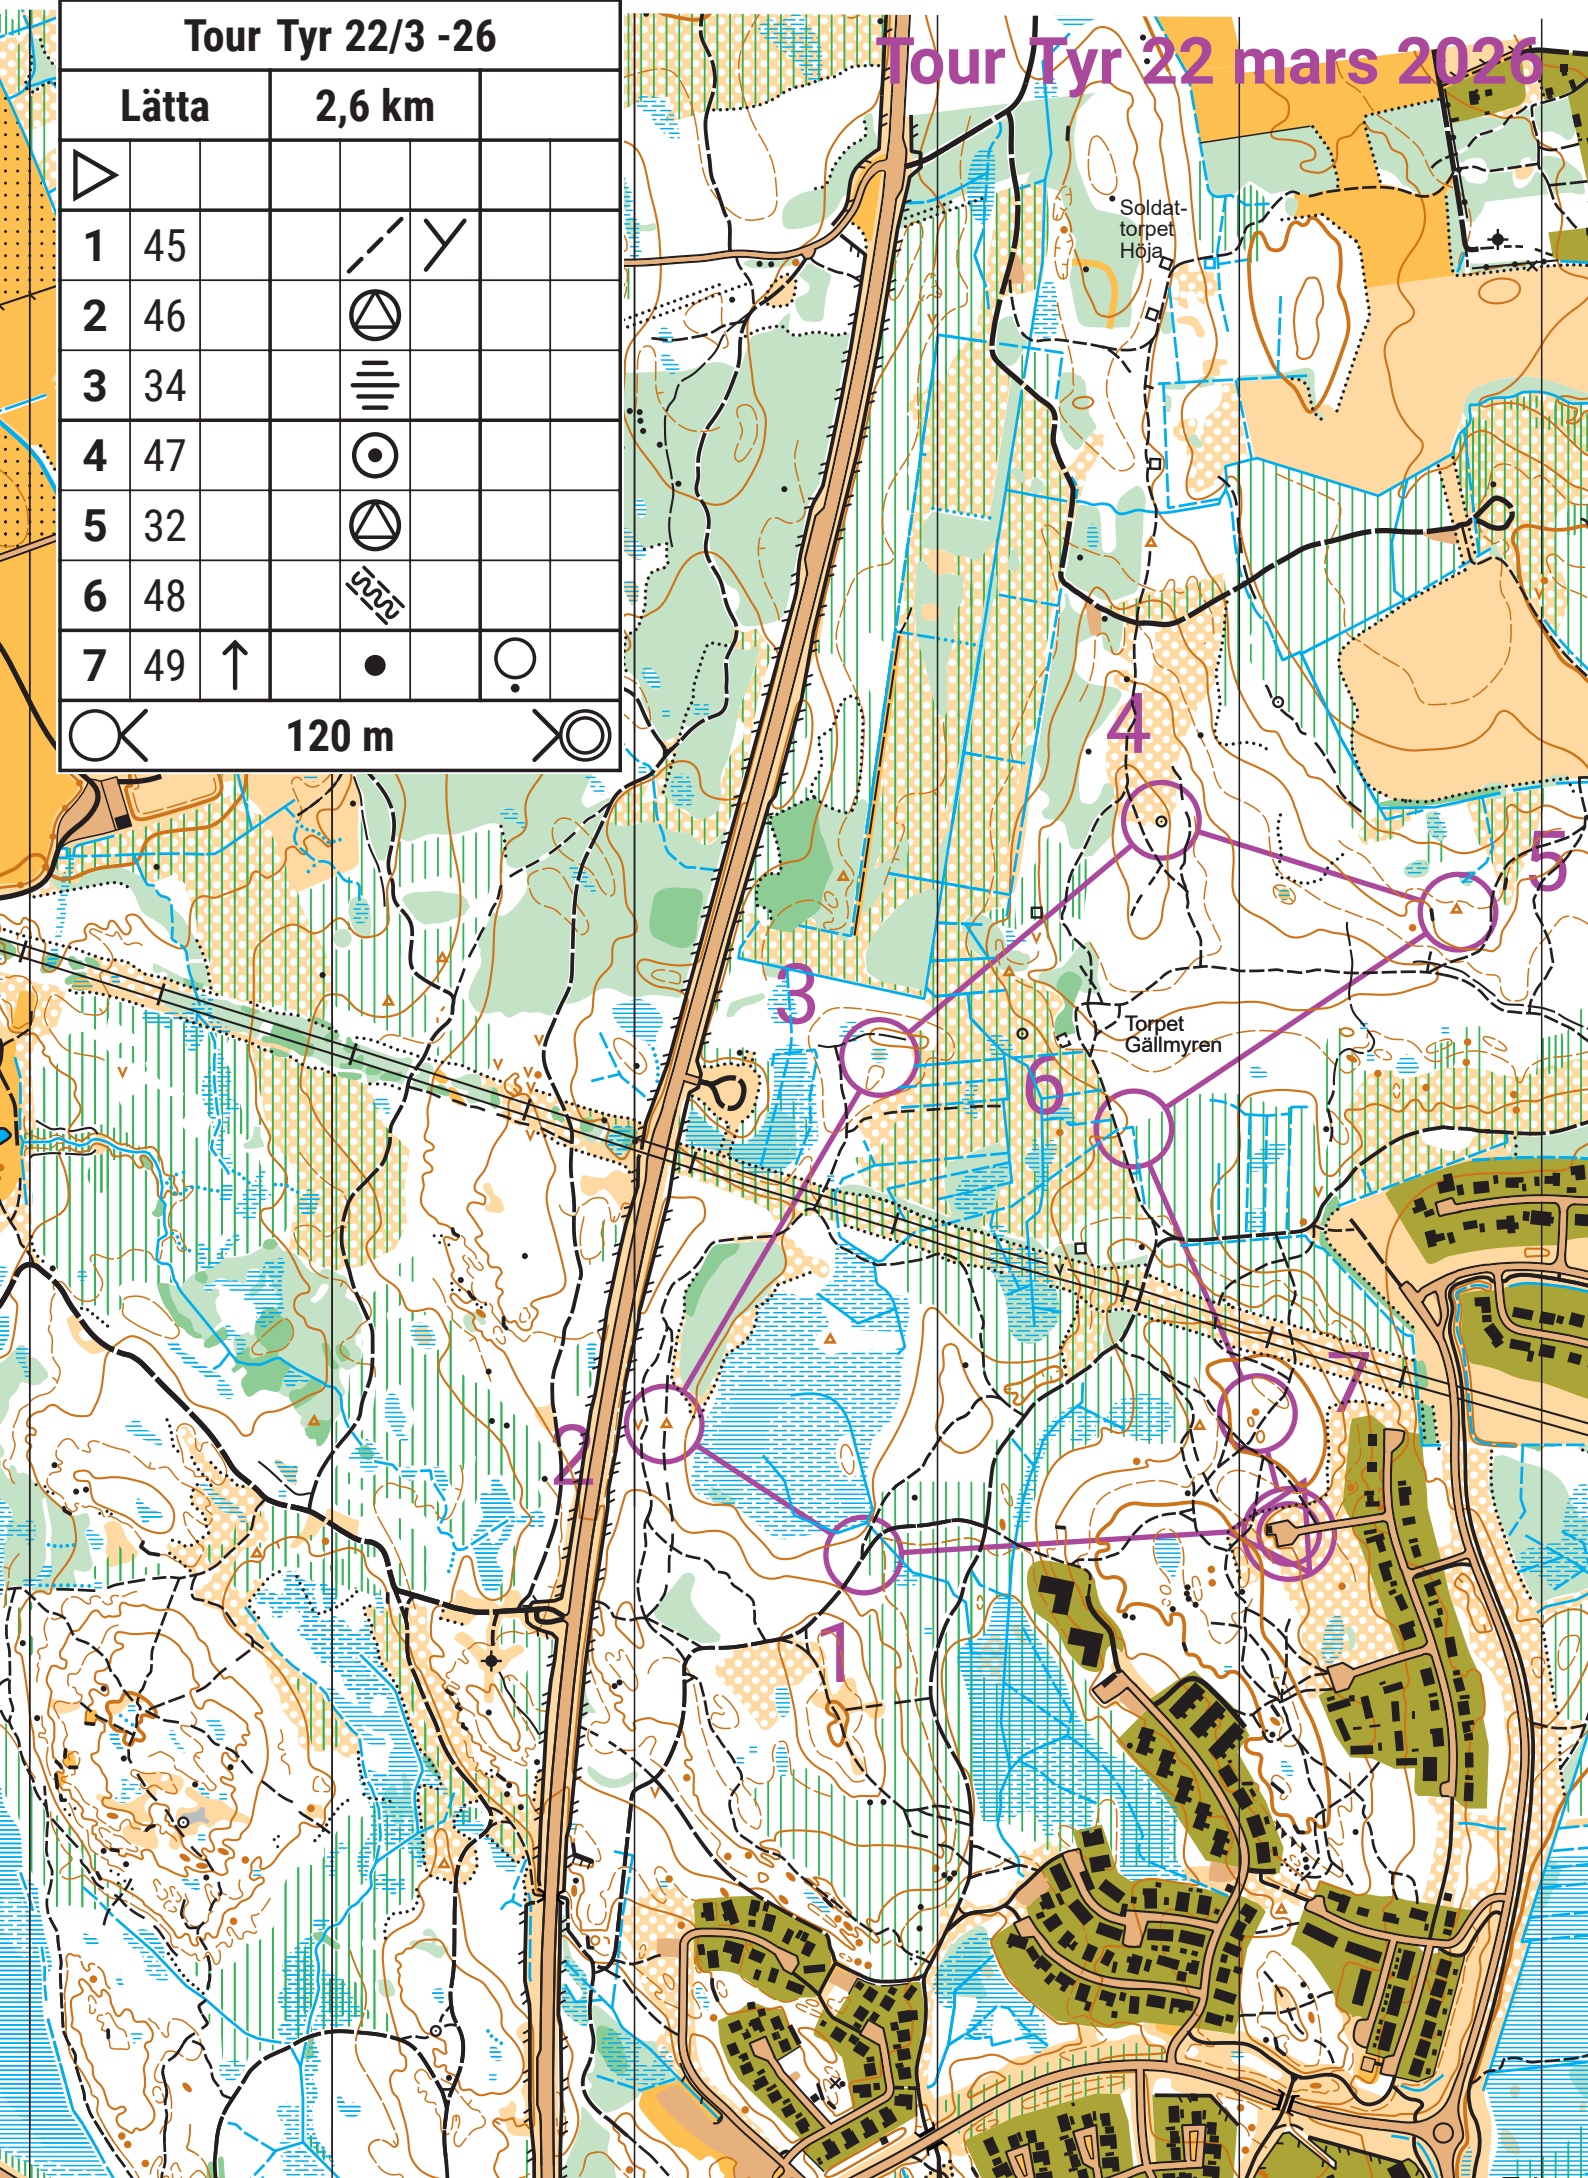 Tour Tyr 22/3 -26
Tour Tyr 22 mars 2026
Lätta 2,6 km
1 45
2 46
3 34
4 47
5 32
6 48
7 49
120 m
Soldat-
torpet
Höja
4
5
3
Torpet
Gällmyren
6
7
2
1